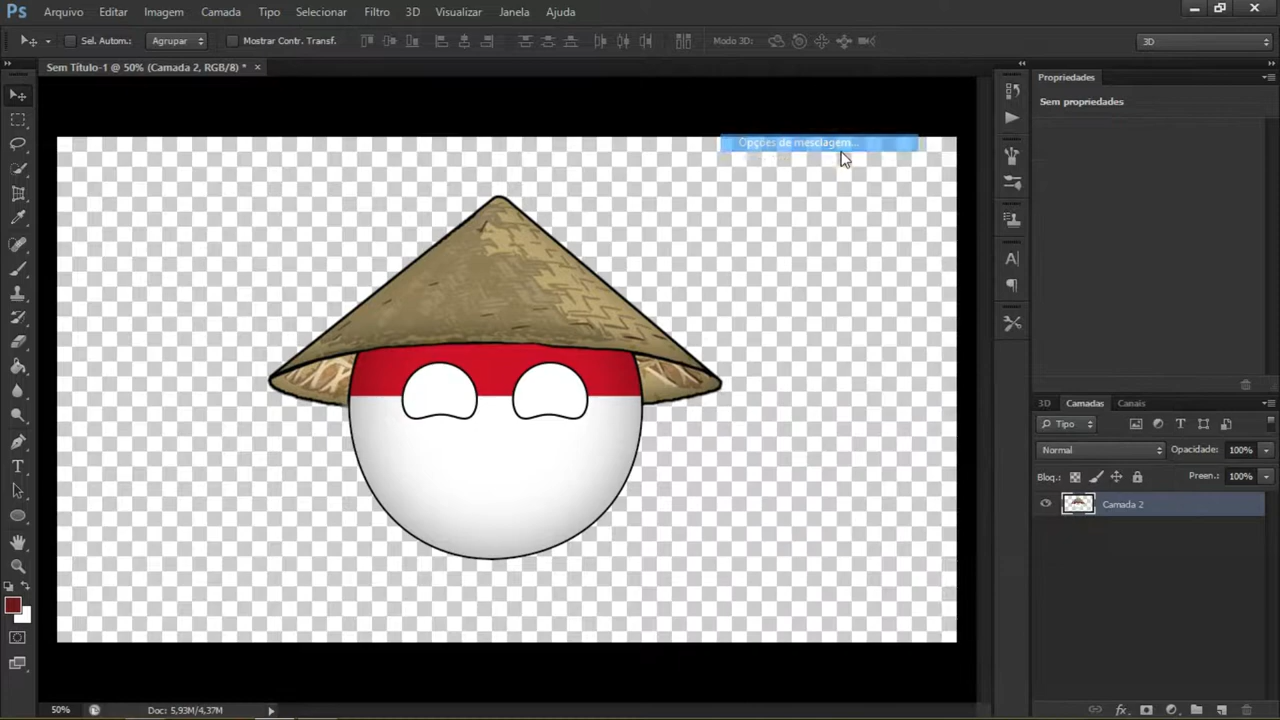 Ps Arquivo Editar Imagem Camada Tipo Selecionar Filtro 3D Visualizar Janela Ajuda
Sel. Autom.: Agrupar Mostrar Contr. Transf. Modo 3D: 3D
Sem Título-1 @ 50% (Camada 2, RGB/8) * ×
Propriedades
Sem propriedades
Opções de mesclagem...
3D Camadas Canais
Tipo
Normal Opacidade: 100%
Bloq.: Preen.: 100%
Camada 2
50% Doc: 5,93M/4,37M